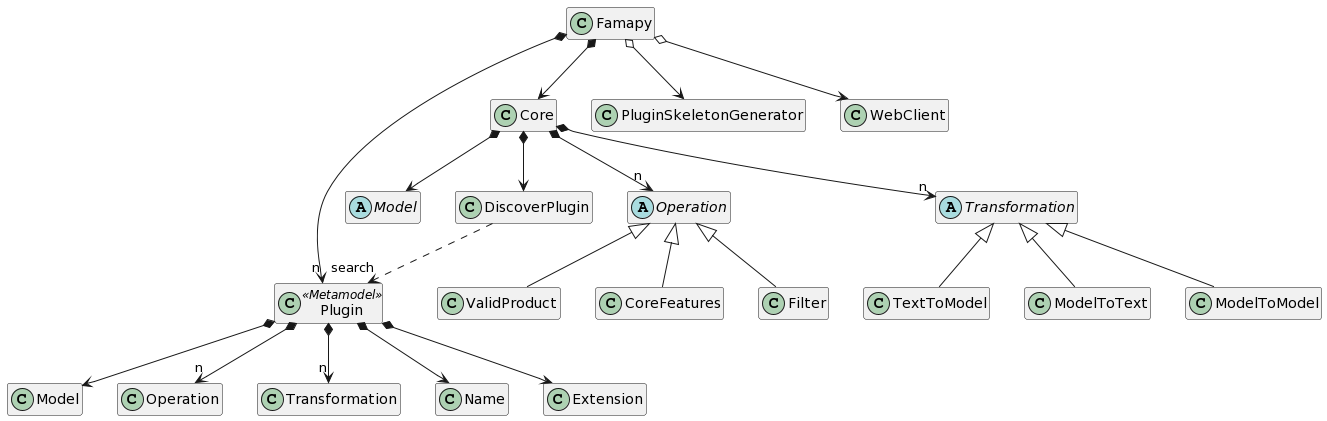 C Famapy
C Core
C PluginSkeletonGenerator
C WebClient
n
n
A Model
C DiscoverPlugin
A Operation
A Transformation
n
search
C «Metamodel»
Plugin
C ValidProduct
C CoreFeatures
C Filter
C TextToModel
C ModelToText
C ModelToModel
n
n
C Model
C Operation
C Transformation
C Name
C Extension